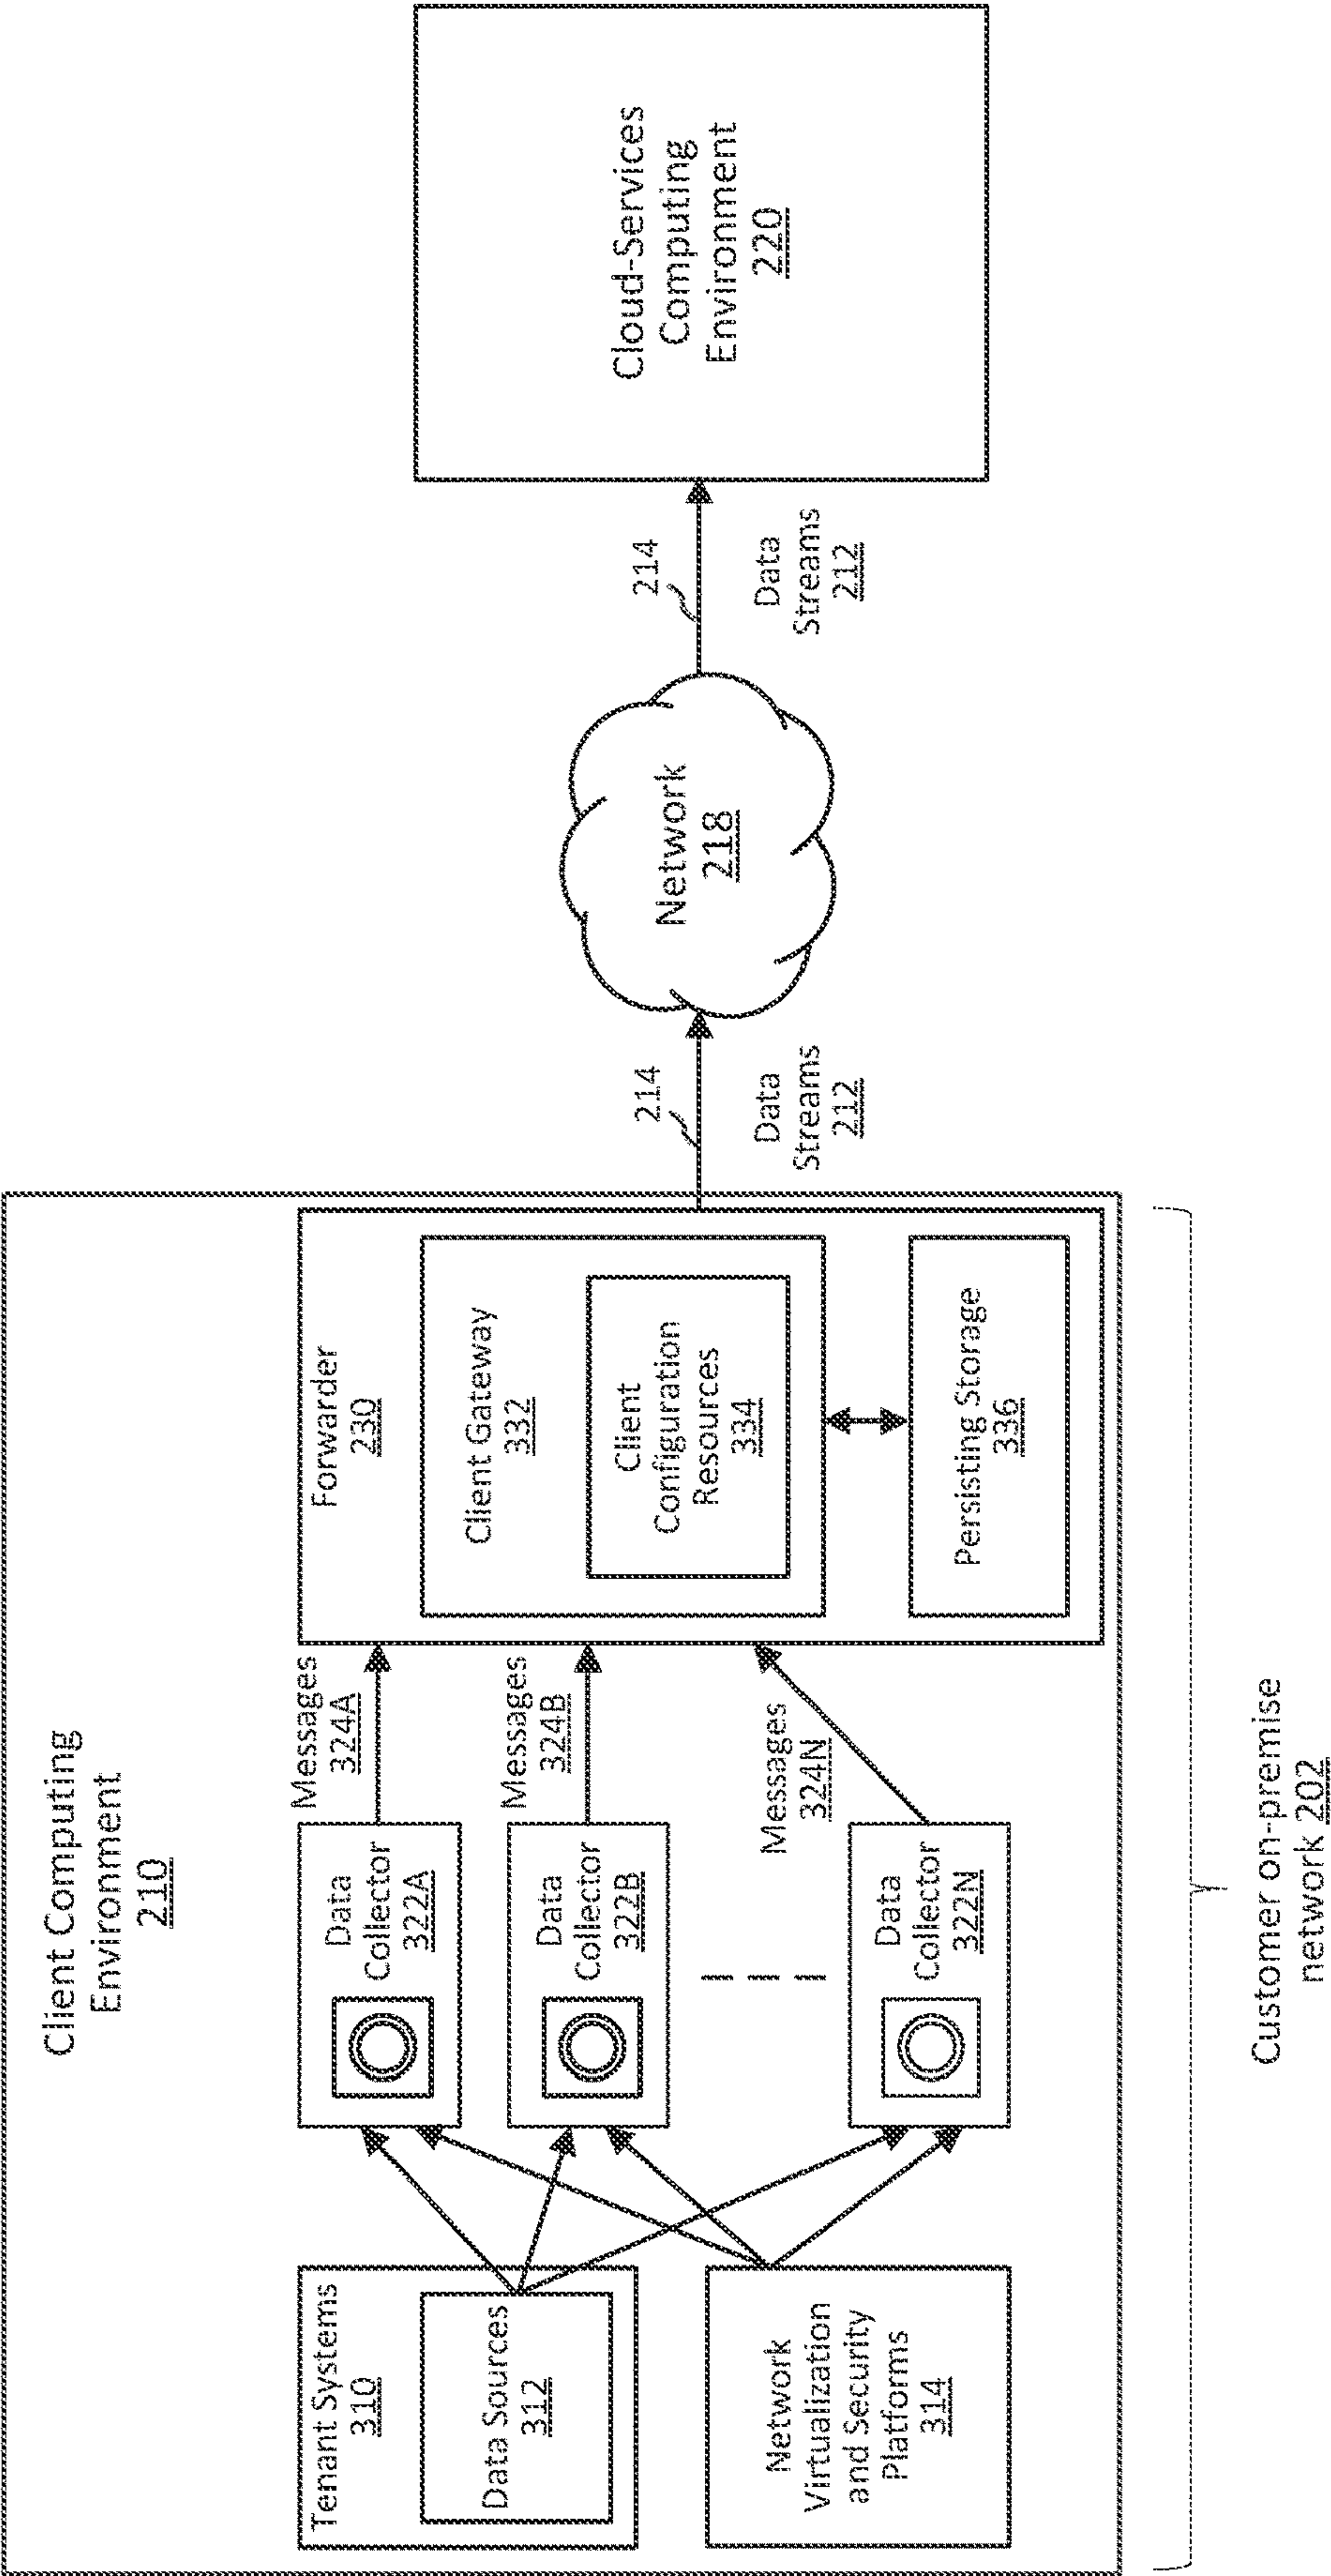 Client Computing
Environment
210
Tenant Systems
310
Data Sources
312
Network
Virtualization
and Security
Platforms
314
Data
Collector
322A
Data
Collector
322B
Data
Collector
322N
Messages
324A
Messages
324B
Messages
324N
Forwarder
230
Client Gateway
332
Client
Configuration
Resources
334
Persisting Storage
336
Customer on-premise
network 202
214
Data
Streams
212
Network
218
214
Data
Streams
212
Cloud-Services
Computing
Environment
220